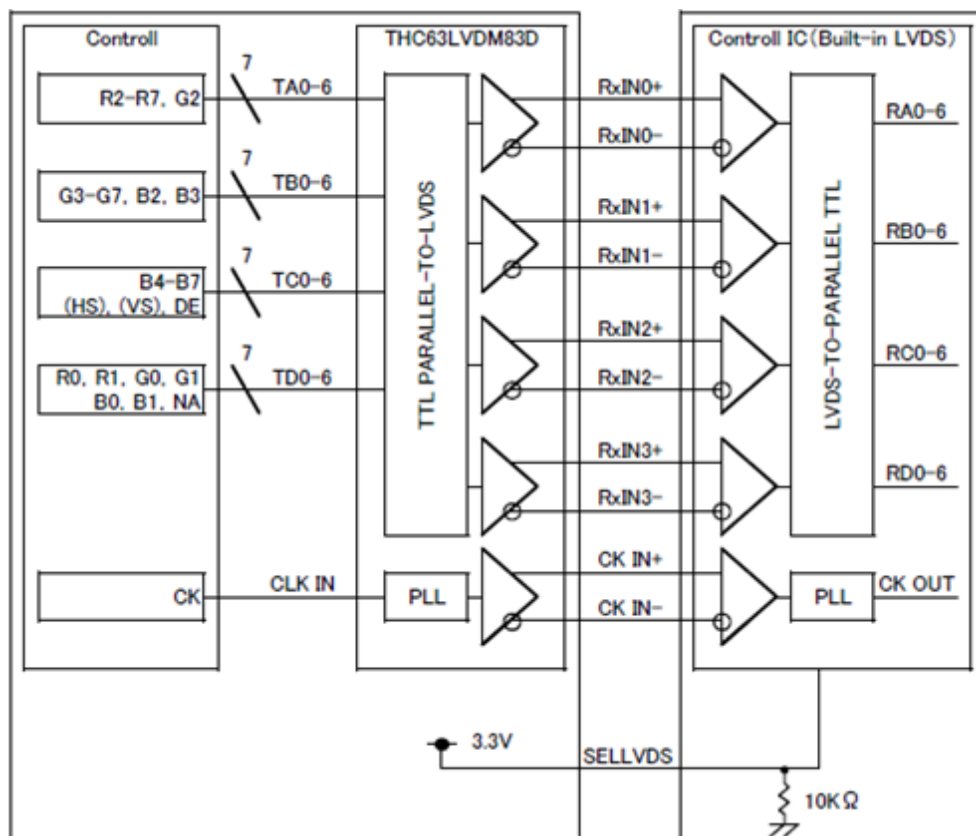 Controll
THC63LVDM83D
Controll IC(Built-in LVDS)
R2-R7, G2
7
TA0-6
G3-G7, B2, B3
7
TB0-6
B4-B7
(HS), (VS), DE
7
TC0-6
R0, R1, G0, G1
B0, B1, NA
7
TD0-6
CK
CLK IN
TTL PARALLEL-TO-LVDS
PLL
RxIN0+
RxIN0-
RxIN1+
RxIN1-
RxIN2+
RxIN2-
RxIN3+
RxIN3-
CK IN+
CK IN-
LVDS-TO-PARALLEL TTL
PLL
RA0-6
RB0-6
RC0-6
RD0-6
CK OUT
3.3V
SELLVDS
10KΩ